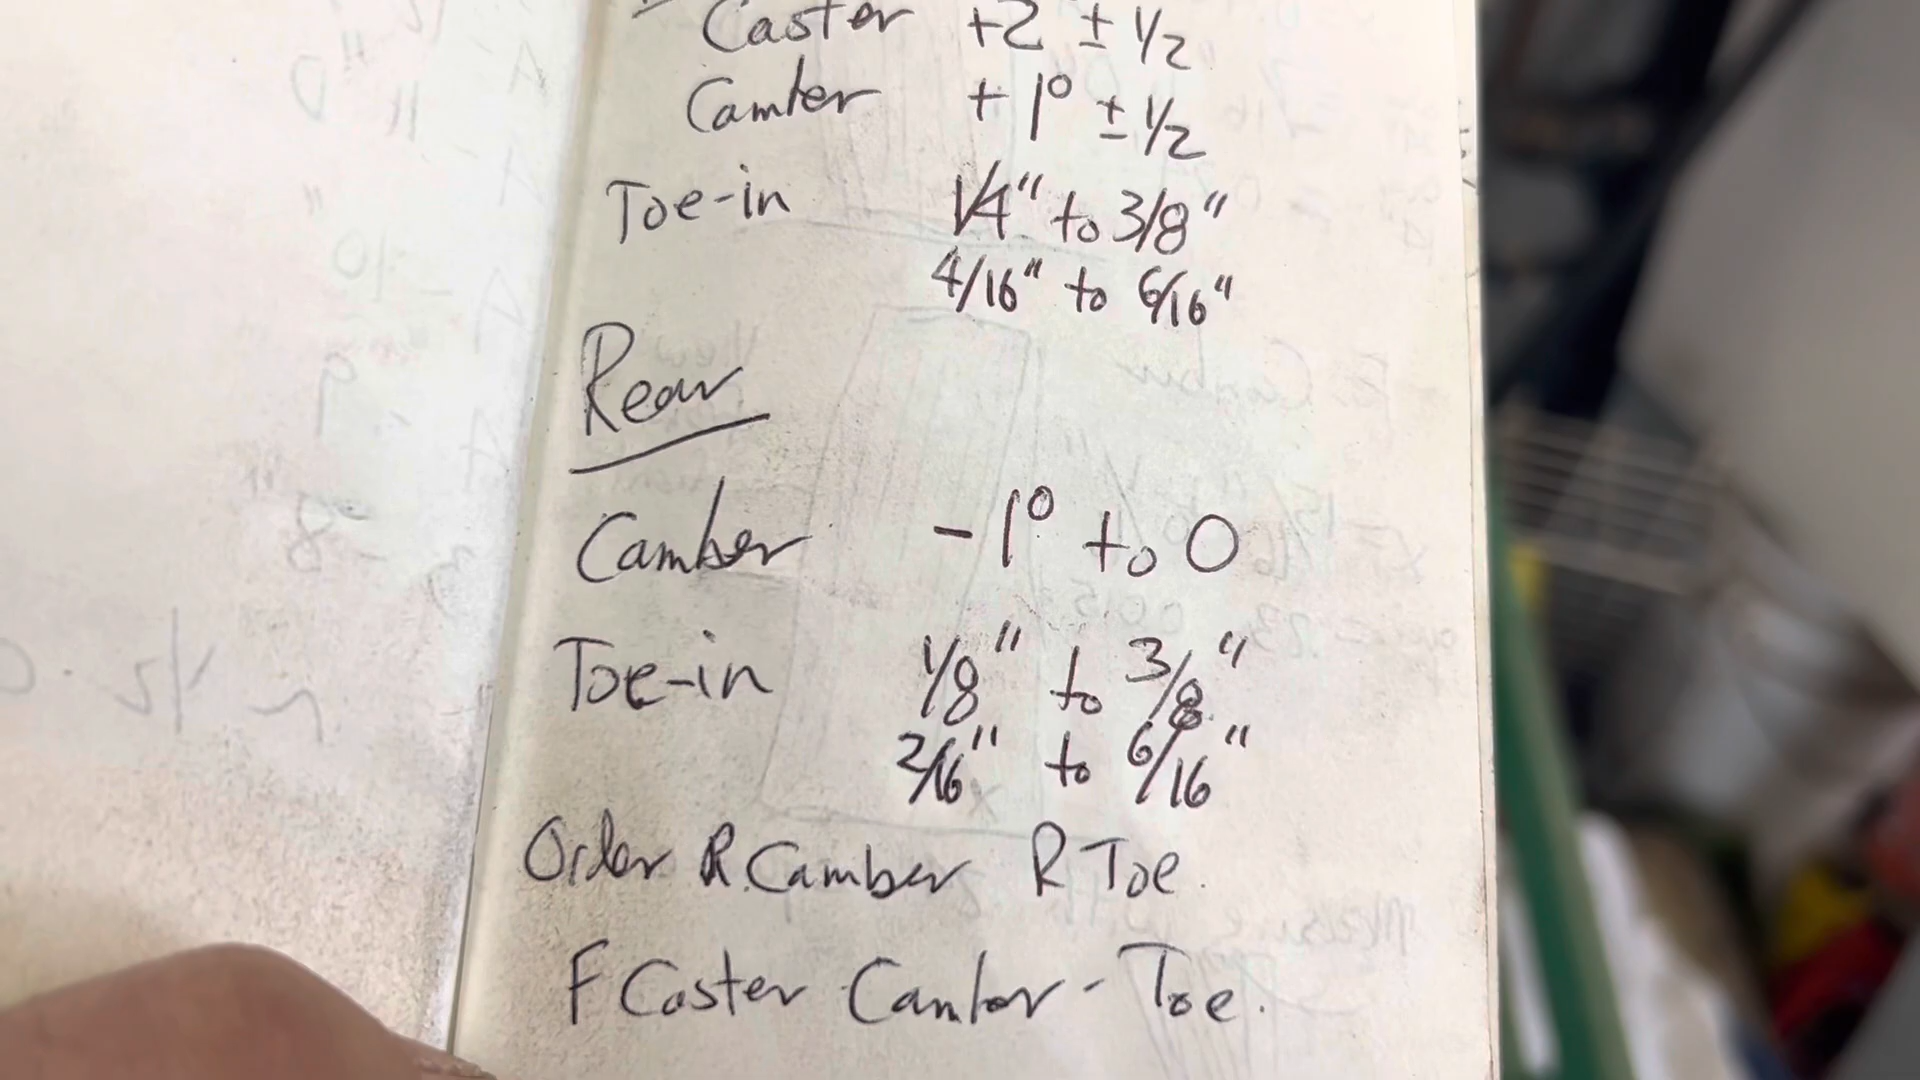 Caster +2 ± 1/2
Camber + 1° ± 1/2
Toe-in 1/4" to 3/8"
4/16" to 6/16"
Rear
Camber - 1° to 0
Toe-in 1/8" to 3/8"
2/16" to 6/16"
Order R.Camber R Toe.
F Caster Camber - Toe.